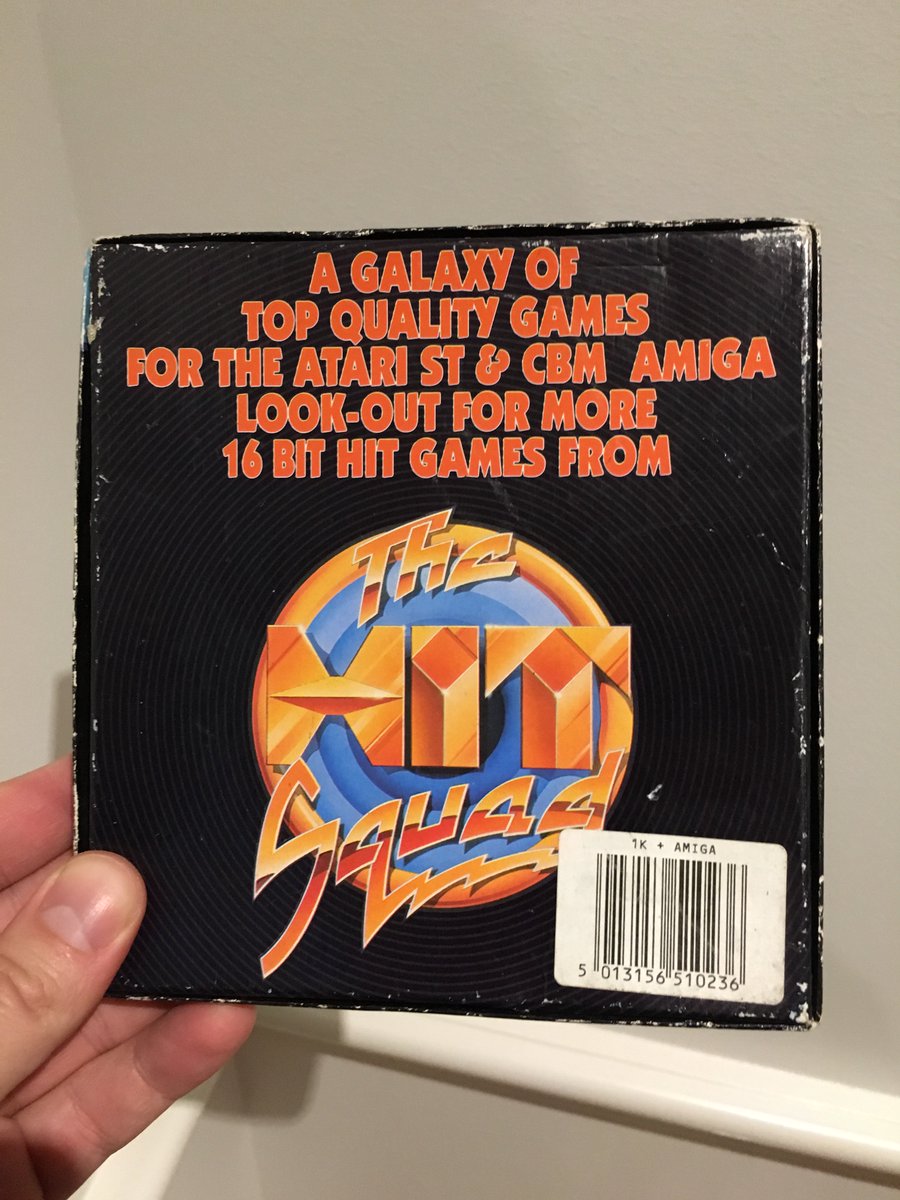 A GALAXY OF
TOP QUALITY GAMES
FOR THE ATARI ST & CBM AMIGA
LOOK-OUT FOR MORE
16 BIT HIT GAMES FROM
The
HIT
Squad
1K + AMIGA
5 013156 510236